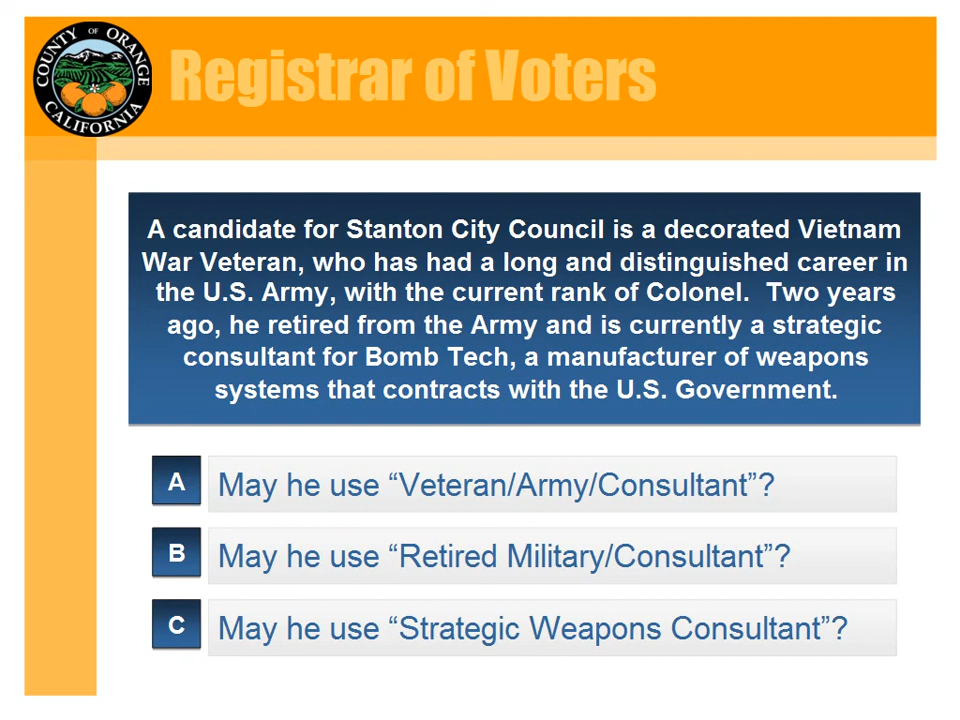 COUNTY OF ORANGE
CALIFORNIA
Registrar of Voters
A candidate for Stanton City Council is a decorated Vietnam
War Veteran, who has had a long and distinguished career in
the U.S. Army, with the current rank of Colonel.  Two years
ago, he retired from the Army and is currently a strategic
consultant for Bomb Tech, a manufacturer of weapons
systems that contracts with the U.S. Government.
A May he use “Veteran/Army/Consultant”?
B May he use “Retired Military/Consultant”?
C May he use “Strategic Weapons Consultant”?